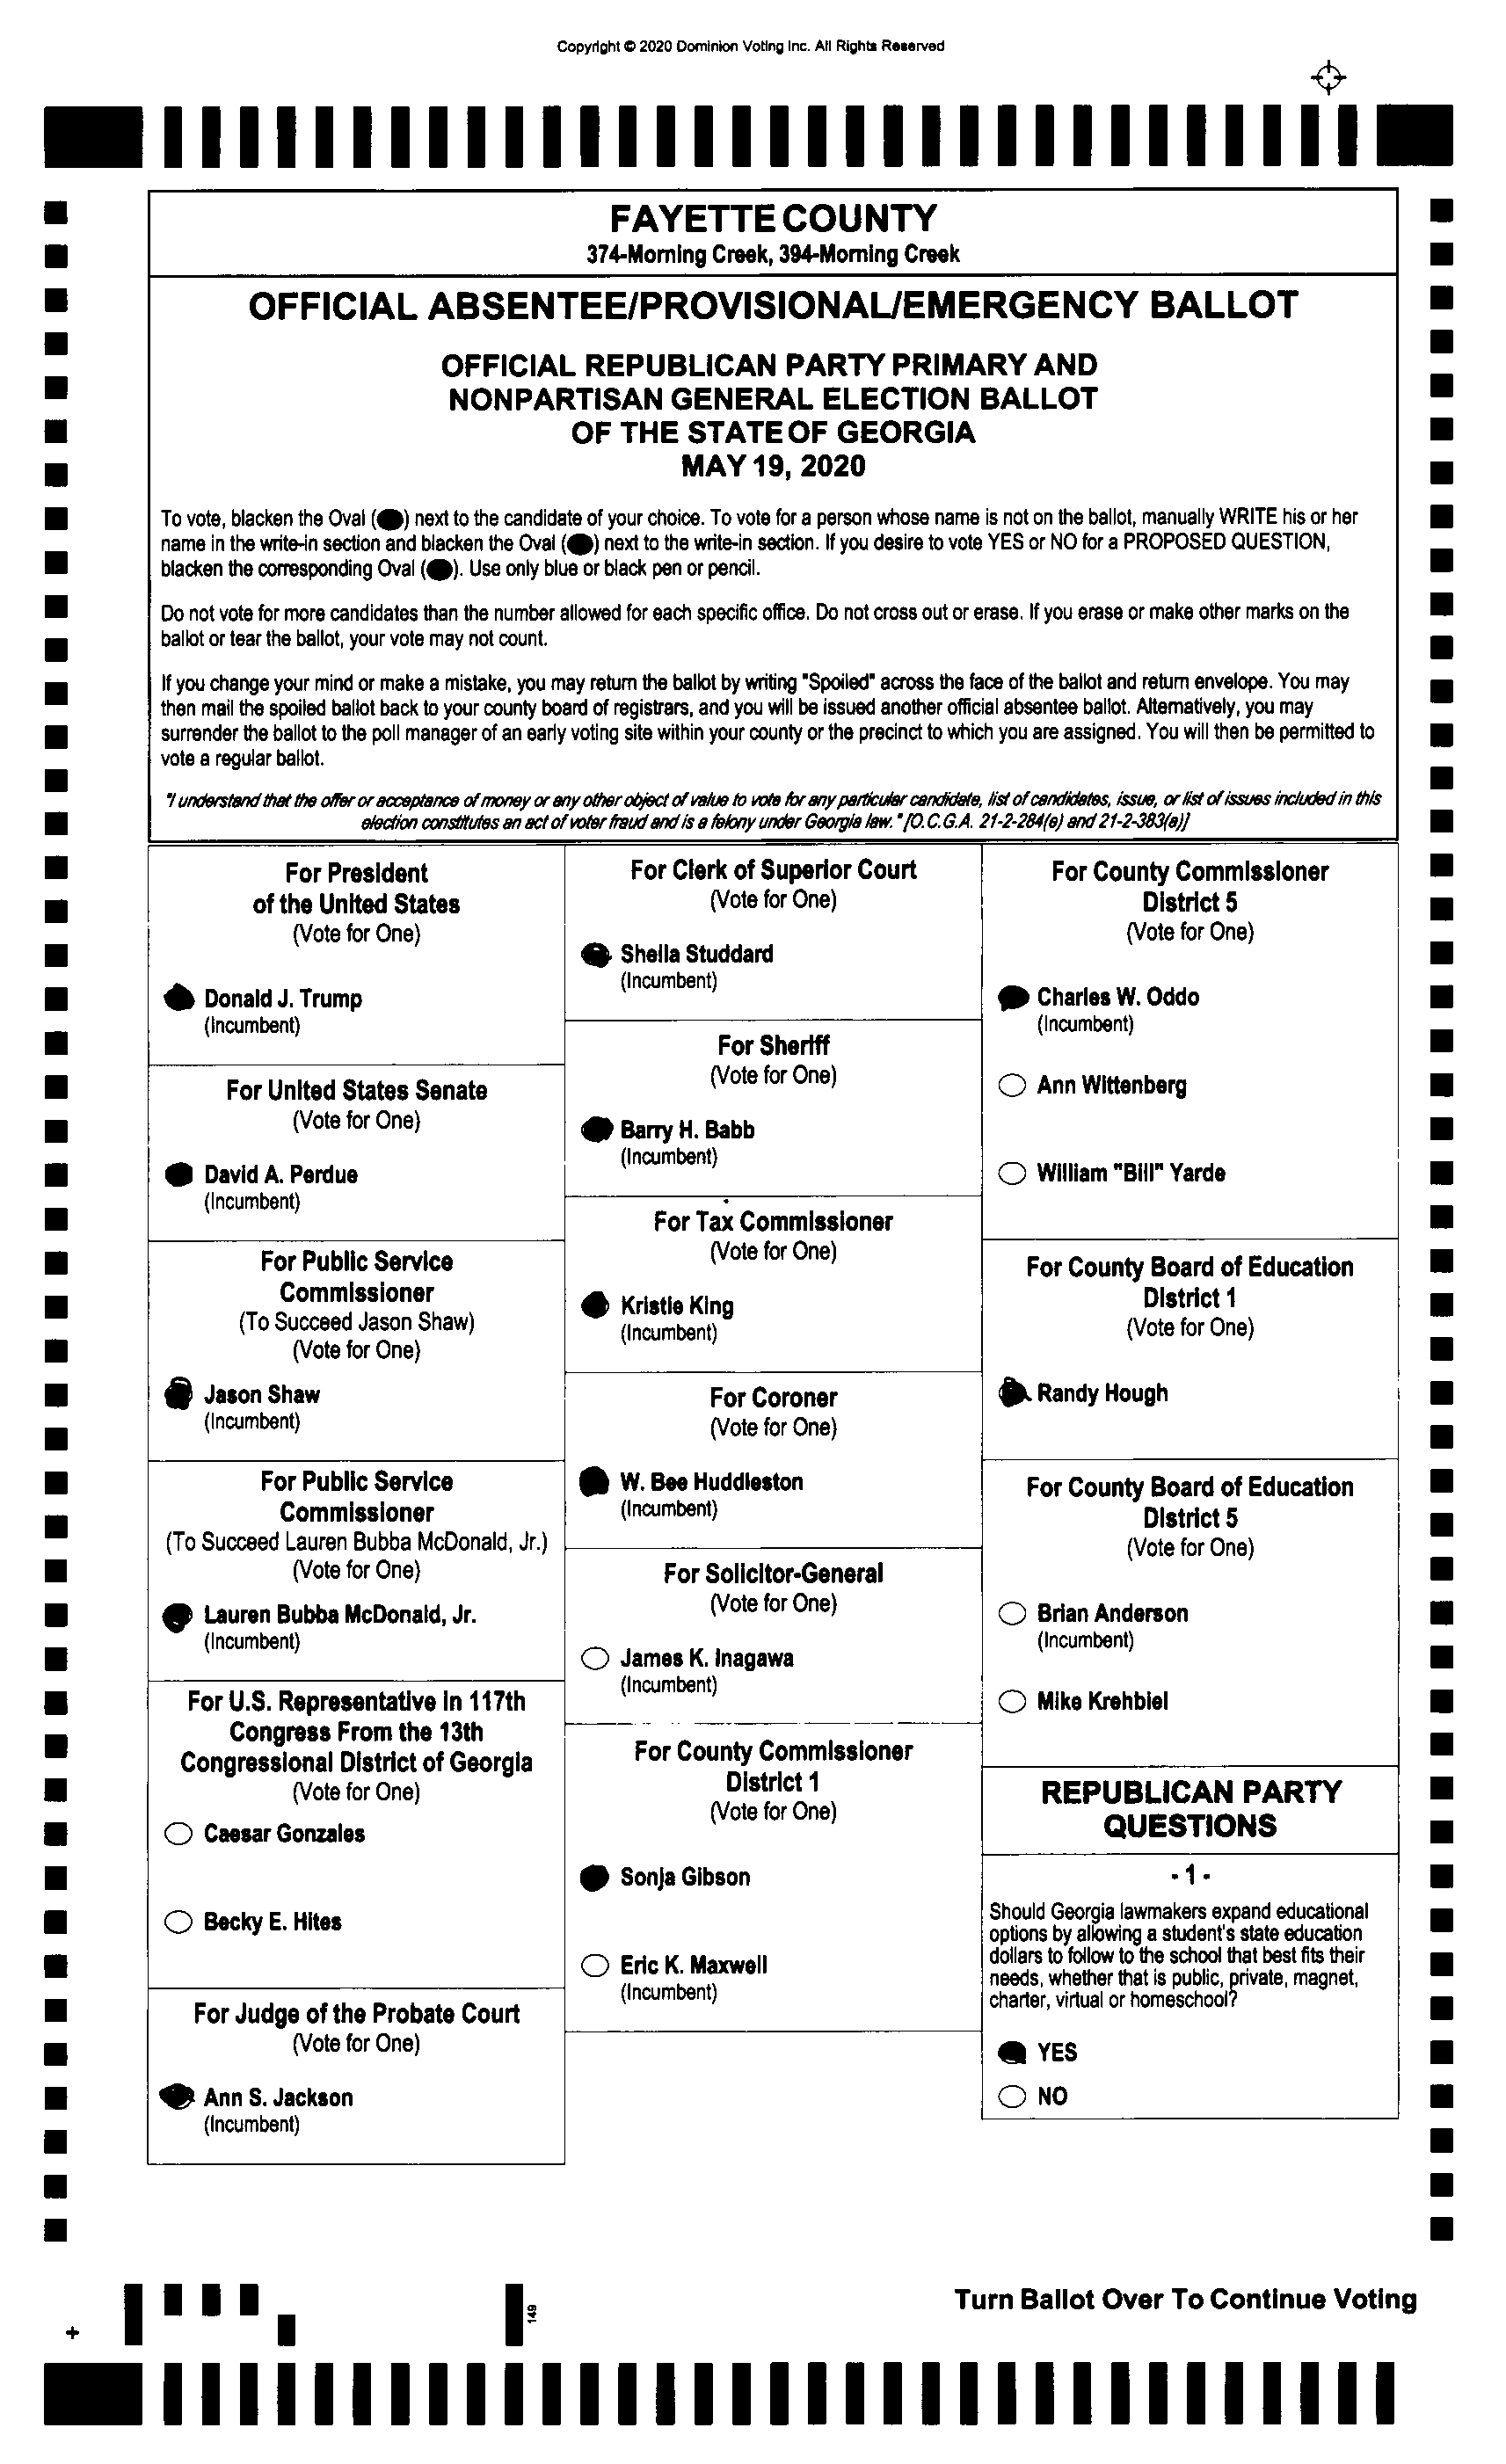 Copyright © 2020 Dominion Voting Inc. All Rights Reserved
FAYETTE COUNTY
374-Morning Creek, 394-Morning Creek
OFFICIAL ABSENTEE/PROVISIONAL/EMERGENCY BALLOT
OFFICIAL REPUBLICAN PARTY PRIMARY AND
NONPARTISAN GENERAL ELECTION BALLOT
OF THE STATE OF GEORGIA
MAY 19, 2020
To vote, blacken the Oval (●) next to the candidate of your choice. To vote for a person whose name is not on the ballot, manually WRITE his or her
name in the write-in section and blacken the Oval (●) next to the write-in section. If you desire to vote YES or NO for a PROPOSED QUESTION,
blacken the corresponding Oval (●). Use only blue or black pen or pencil.
Do not vote for more candidates than the number allowed for each specific office. Do not cross out or erase. If you erase or make other marks on the
ballot or tear the ballot, your vote may not count.
If you change your mind or make a mistake, you may return the ballot by writing "Spoiled" across the face of the ballot and return envelope. You may
then mail the spoiled ballot back to your county board of registrars, and you will be issued another official absentee ballot. Alternatively, you may
surrender the ballot to the poll manager of an early voting site within your county or the precinct to which you are assigned. You will then be permitted to
vote a regular ballot.
"I understand that the offer or acceptance of money or any other object of value to vote for any particular candidate, list of candidates, issue, or list of issues included in this
election constitutes an act of voter fraud and is a felony under Georgia law." [O.C.G.A. 21-2-284(e) and 21-2-383(a)]
For President
of the United States
(Vote for One)
Donald J. Trump
(Incumbent)
For United States Senate
(Vote for One)
David A. Perdue
(Incumbent)
For Public Service
Commissioner
(To Succeed Jason Shaw)
(Vote for One)
Jason Shaw
(Incumbent)
For Public Service
Commissioner
(To Succeed Lauren Bubba McDonald, Jr.)
(Vote for One)
Lauren Bubba McDonald, Jr.
(Incumbent)
For U.S. Representative in 117th
Congress From the 13th
Congressional District of Georgia
(Vote for One)
Caesar Gonzales
Becky E. Hites
For Judge of the Probate Court
(Vote for One)
Ann S. Jackson
(Incumbent)
For Clerk of Superior Court
(Vote for One)
Sheila Studdard
(Incumbent)
For Sheriff
(Vote for One)
Barry H. Babb
(Incumbent)
For Tax Commissioner
(Vote for One)
Kristie King
(Incumbent)
For Coroner
(Vote for One)
W. Bee Huddleston
(Incumbent)
For Solicitor-General
(Vote for One)
James K. Inagawa
(Incumbent)
For County Commissioner
District 1
(Vote for One)
Sonja Gibson
Eric K. Maxwell
(Incumbent)
For County Commissioner
District 5
(Vote for One)
Charles W. Oddo
(Incumbent)
Ann Wittenberg
William "Bill" Yarde
For County Board of Education
District 1
(Vote for One)
Randy Hough
For County Board of Education
District 5
(Vote for One)
Brian Anderson
(Incumbent)
Mike Krehbiel
REPUBLICAN PARTY
QUESTIONS
- 1 -
Should Georgia lawmakers expand educational
options by allowing a student's state education
dollars to follow to the school that best fits their
needs, whether that is public, private, magnet,
charter, virtual or homeschool?
YES
NO
Turn Ballot Over To Continue Voting
149